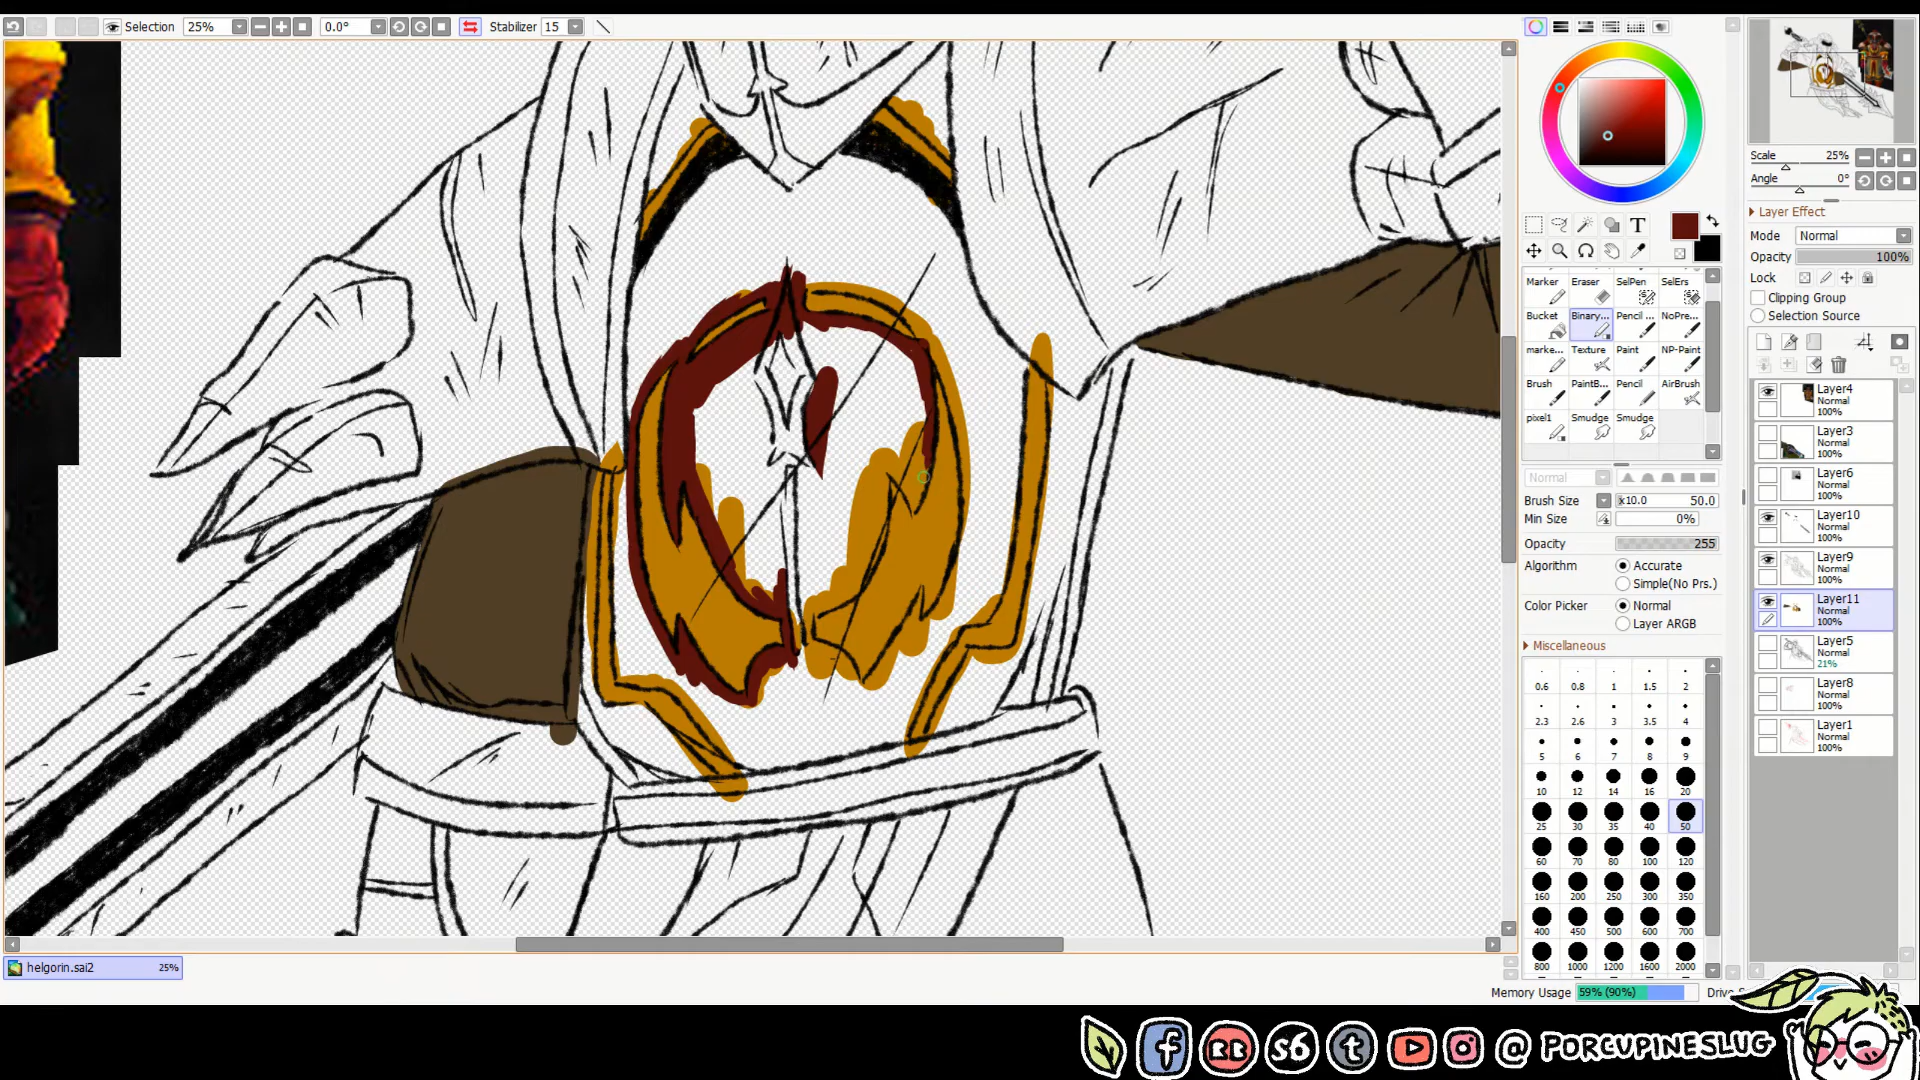 Selection 25% 0.0° Stabilizer 15
Scale 25%
Angle 0°
Layer Effect
Mode Normal
Opacity 100%
Lock
Clipping Group
Selection Source
T
Marker Eraser SelPen SelErs
Bucket Binary... Pencil ... NoPre...
marke... Texture Paint NP-Paint
Brush PaintB... Pencil AirBrush
pixel1 Smudge Smudge
Normal
Brush Size x10.0 50.0
Min Size 0%
Opacity 255
Algorithm Accurate
Simple(No Prs.)
Color Picker Normal
Layer ARGB
Miscellaneous
0.6 0.8 1 1.5 2
2.3 2.6 3 3.5 4
5 6 7 8 9
10 12 14 16 20
25 30 35 40 50
60 70 80 100 120
160 200 250 300 350
400 450 500 600 700
800 1000 1200 1600 2000
Layer4
Normal
100%
Layer3
Normal
100%
Layer6
Normal
100%
Layer10
Normal
100%
Layer9
Normal
100%
Layer11
Normal
100%
Layer5
Normal
21%
Layer8
Normal
100%
Layer1
Normal
100%
helgorin.sai2 25%
Memory Usage 59% (90%) Drive S
f RB S6 t @ PORCUPINESLUG